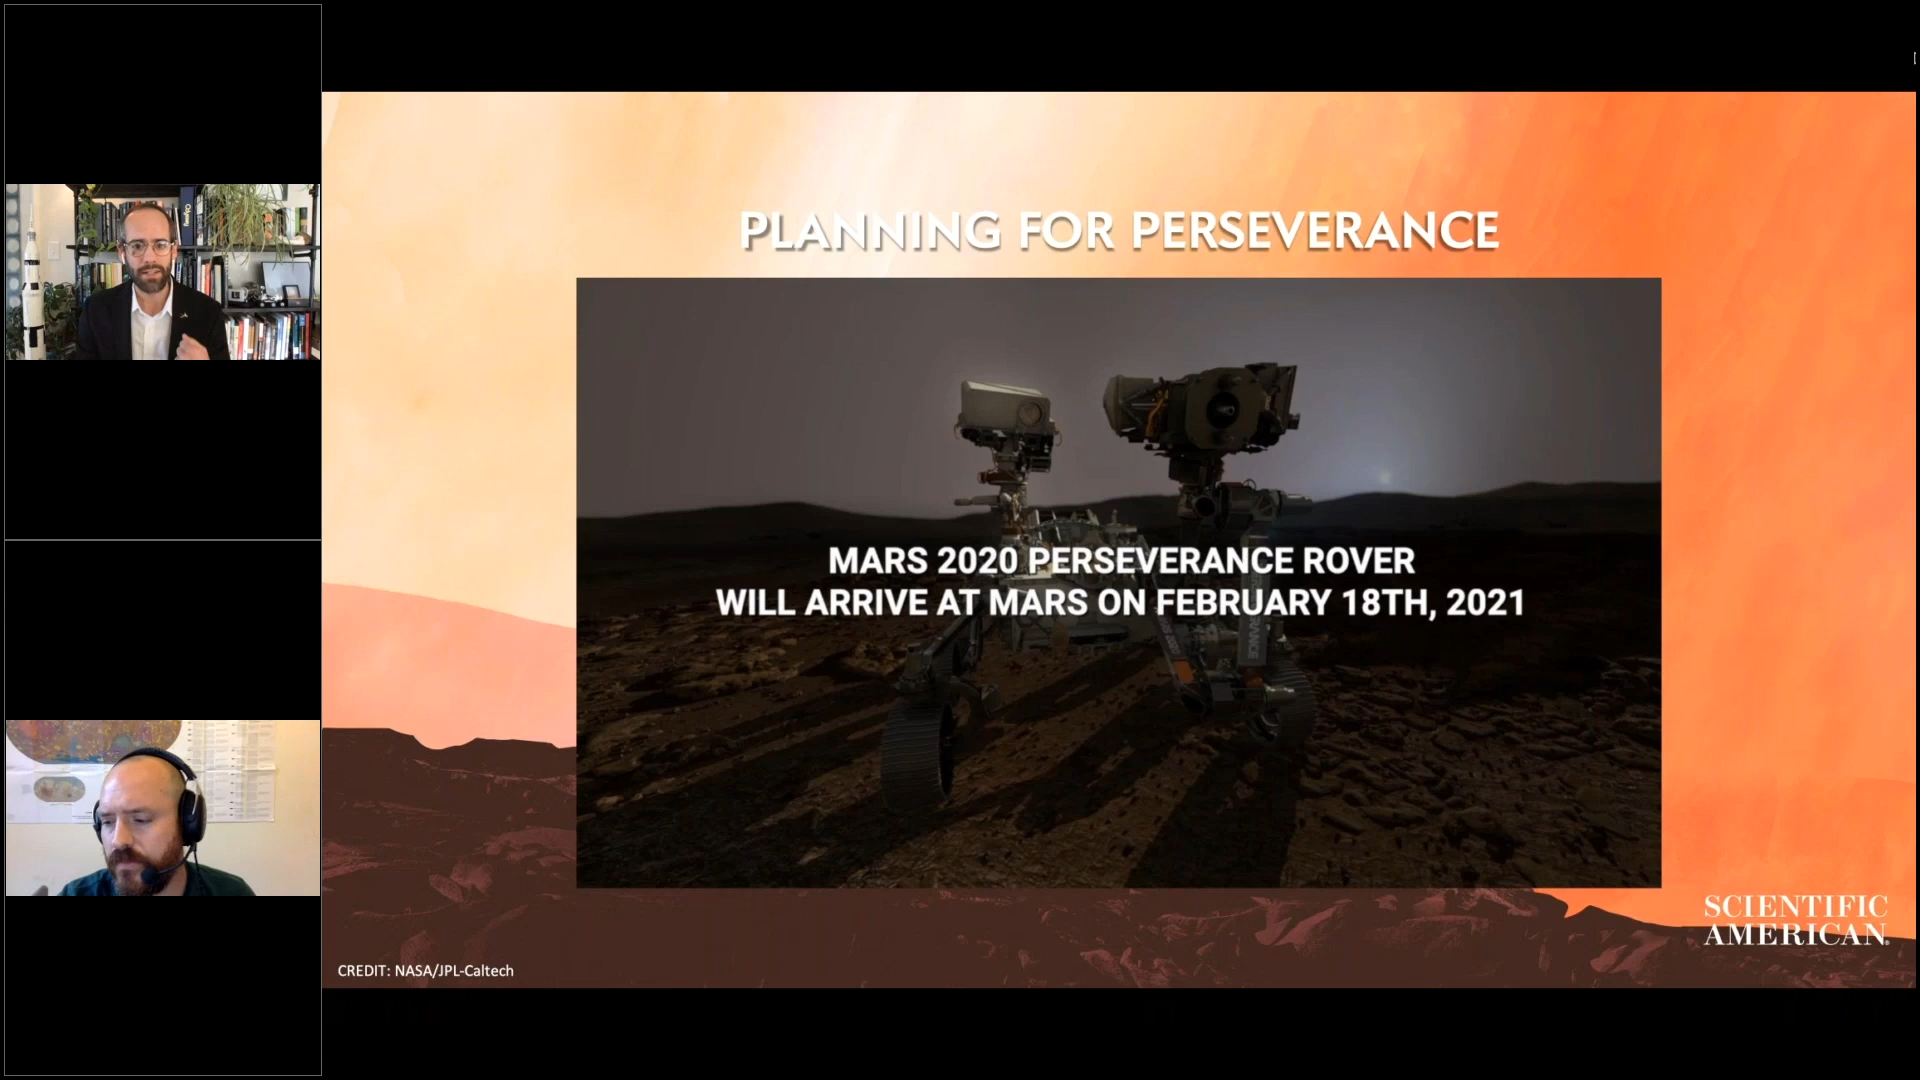 PLANNING FOR PERSEVERANCE
MARS 2020 PERSEVERANCE ROVER
WILL ARRIVE AT MARS ON FEBRUARY 18TH, 2021
SCIENTIFIC
AMERICAN®
CREDIT: NASA/JPL-Caltech
Odyssey